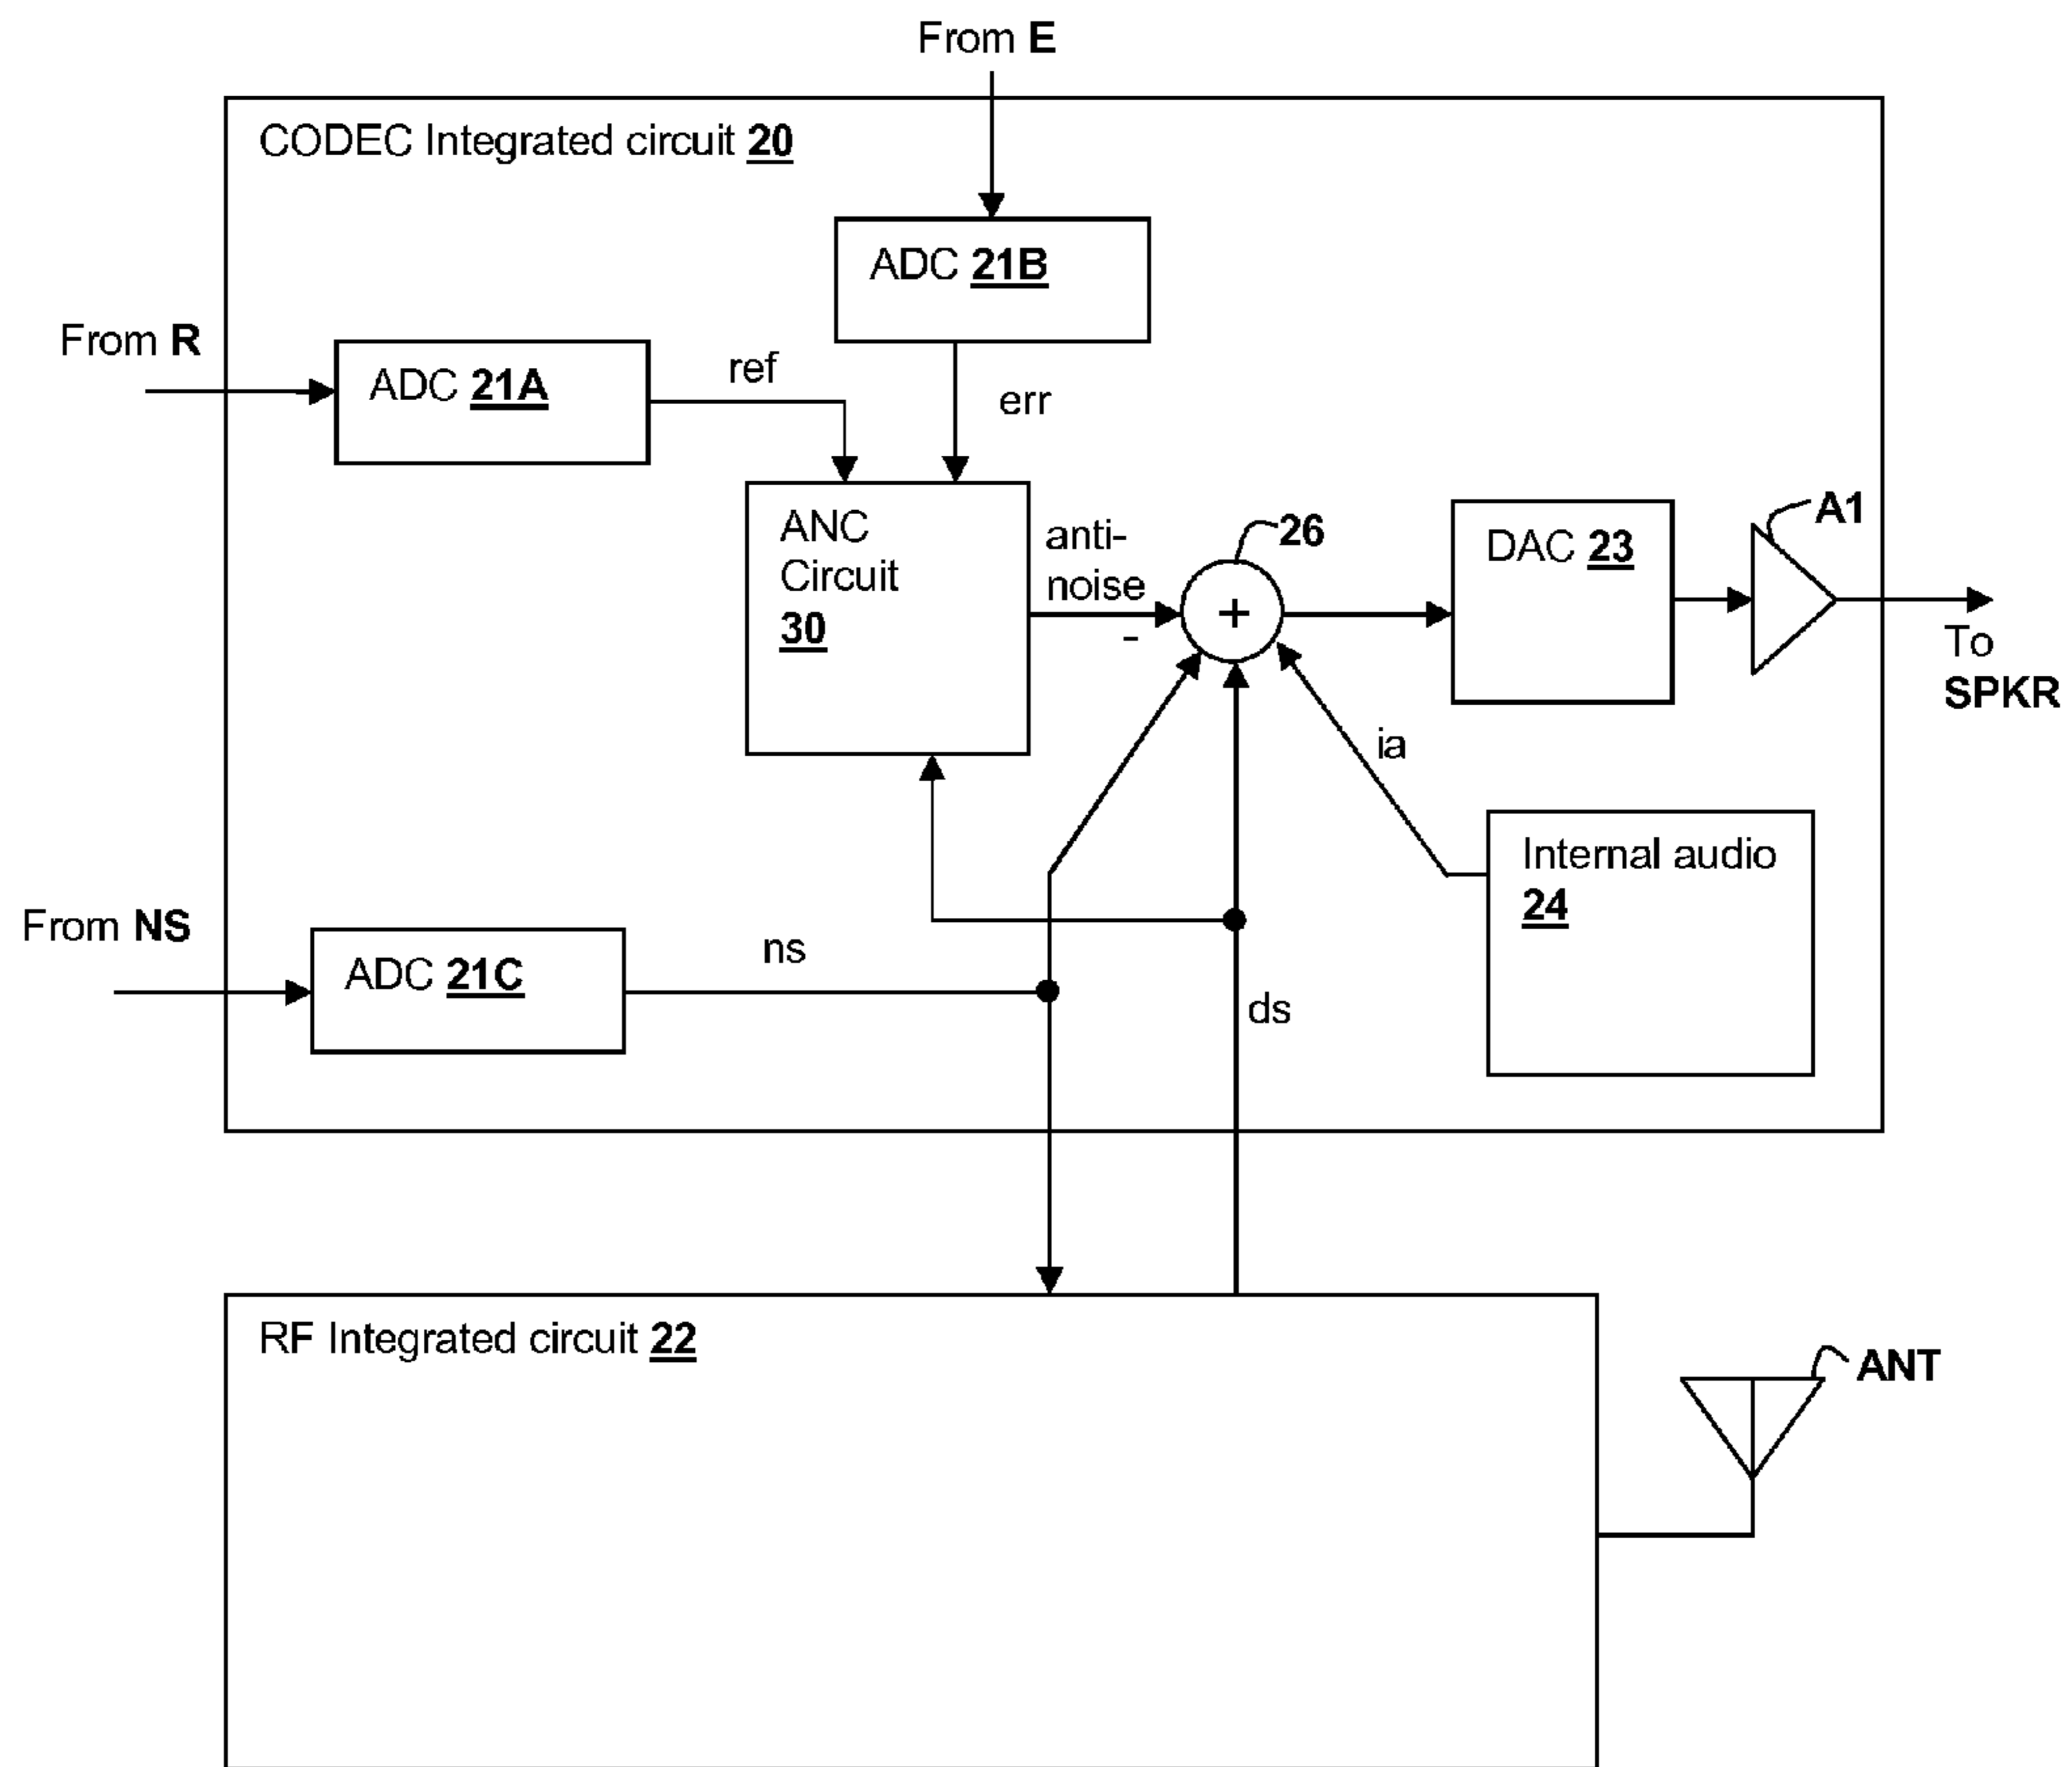 From E
CODEC Integrated circuit 20
ADC 21B
From R
ADC 21A
ref
err
ANC
Circuit
30
anti-
noise
-
26
+
DAC 23
A1
To
SPKR
ia
Internal audio
24
From NS
ADC 21C
ns
ds
RF Integrated circuit 22
ANT